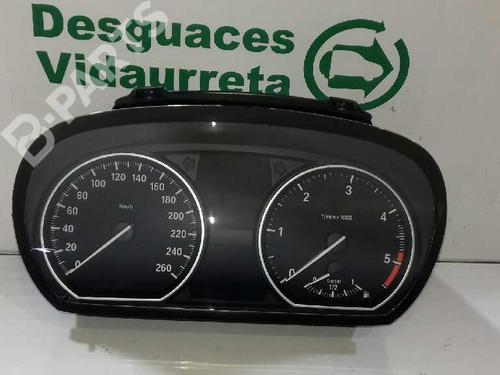 Desguaces
Vidaurreta
B-PARTS
0 20 40 60 80 100 120 140 160 180 200 220 240 260
km/h
0 1 2 3 4 5
1/min x 1000
Diesel
0 1/2 1